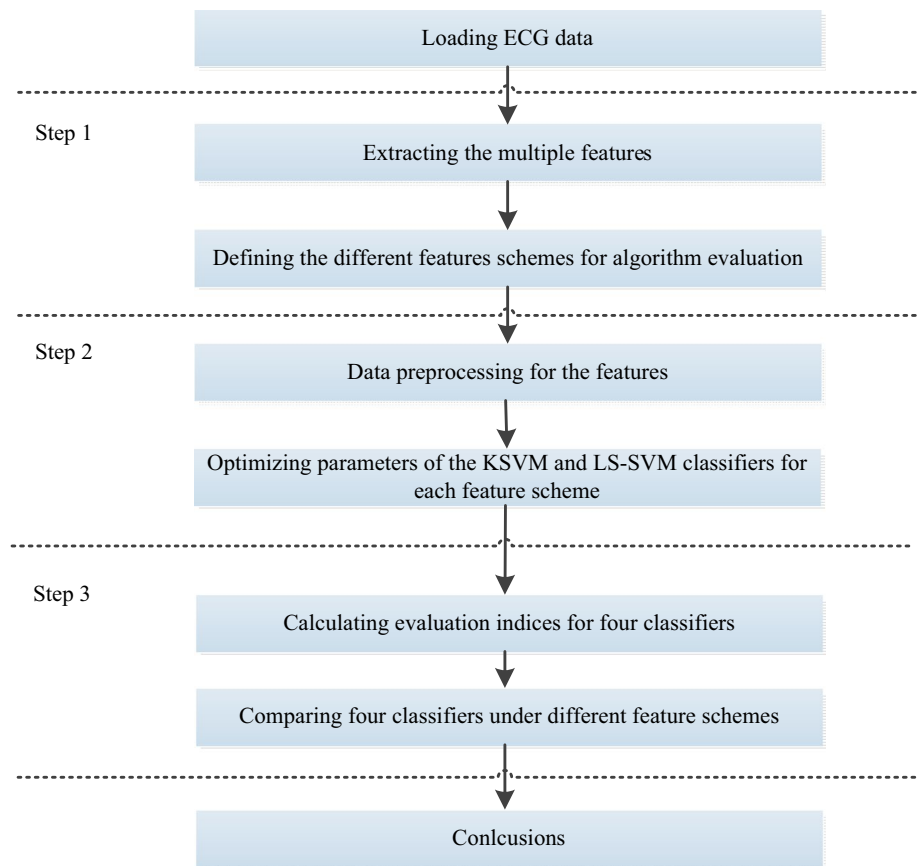 Loading ECG data
Step 1
Extracting the multiple features
Defining the different features schemes for algorithm evaluation
Step 2
Data preprocessing for the features
Optimizing parameters of the KSVM and LS-SVM classifiers for
each feature scheme
Step 3
Calculating evaluation indices for four classifiers
Comparing four classifiers under different feature schemes
Conlcusions